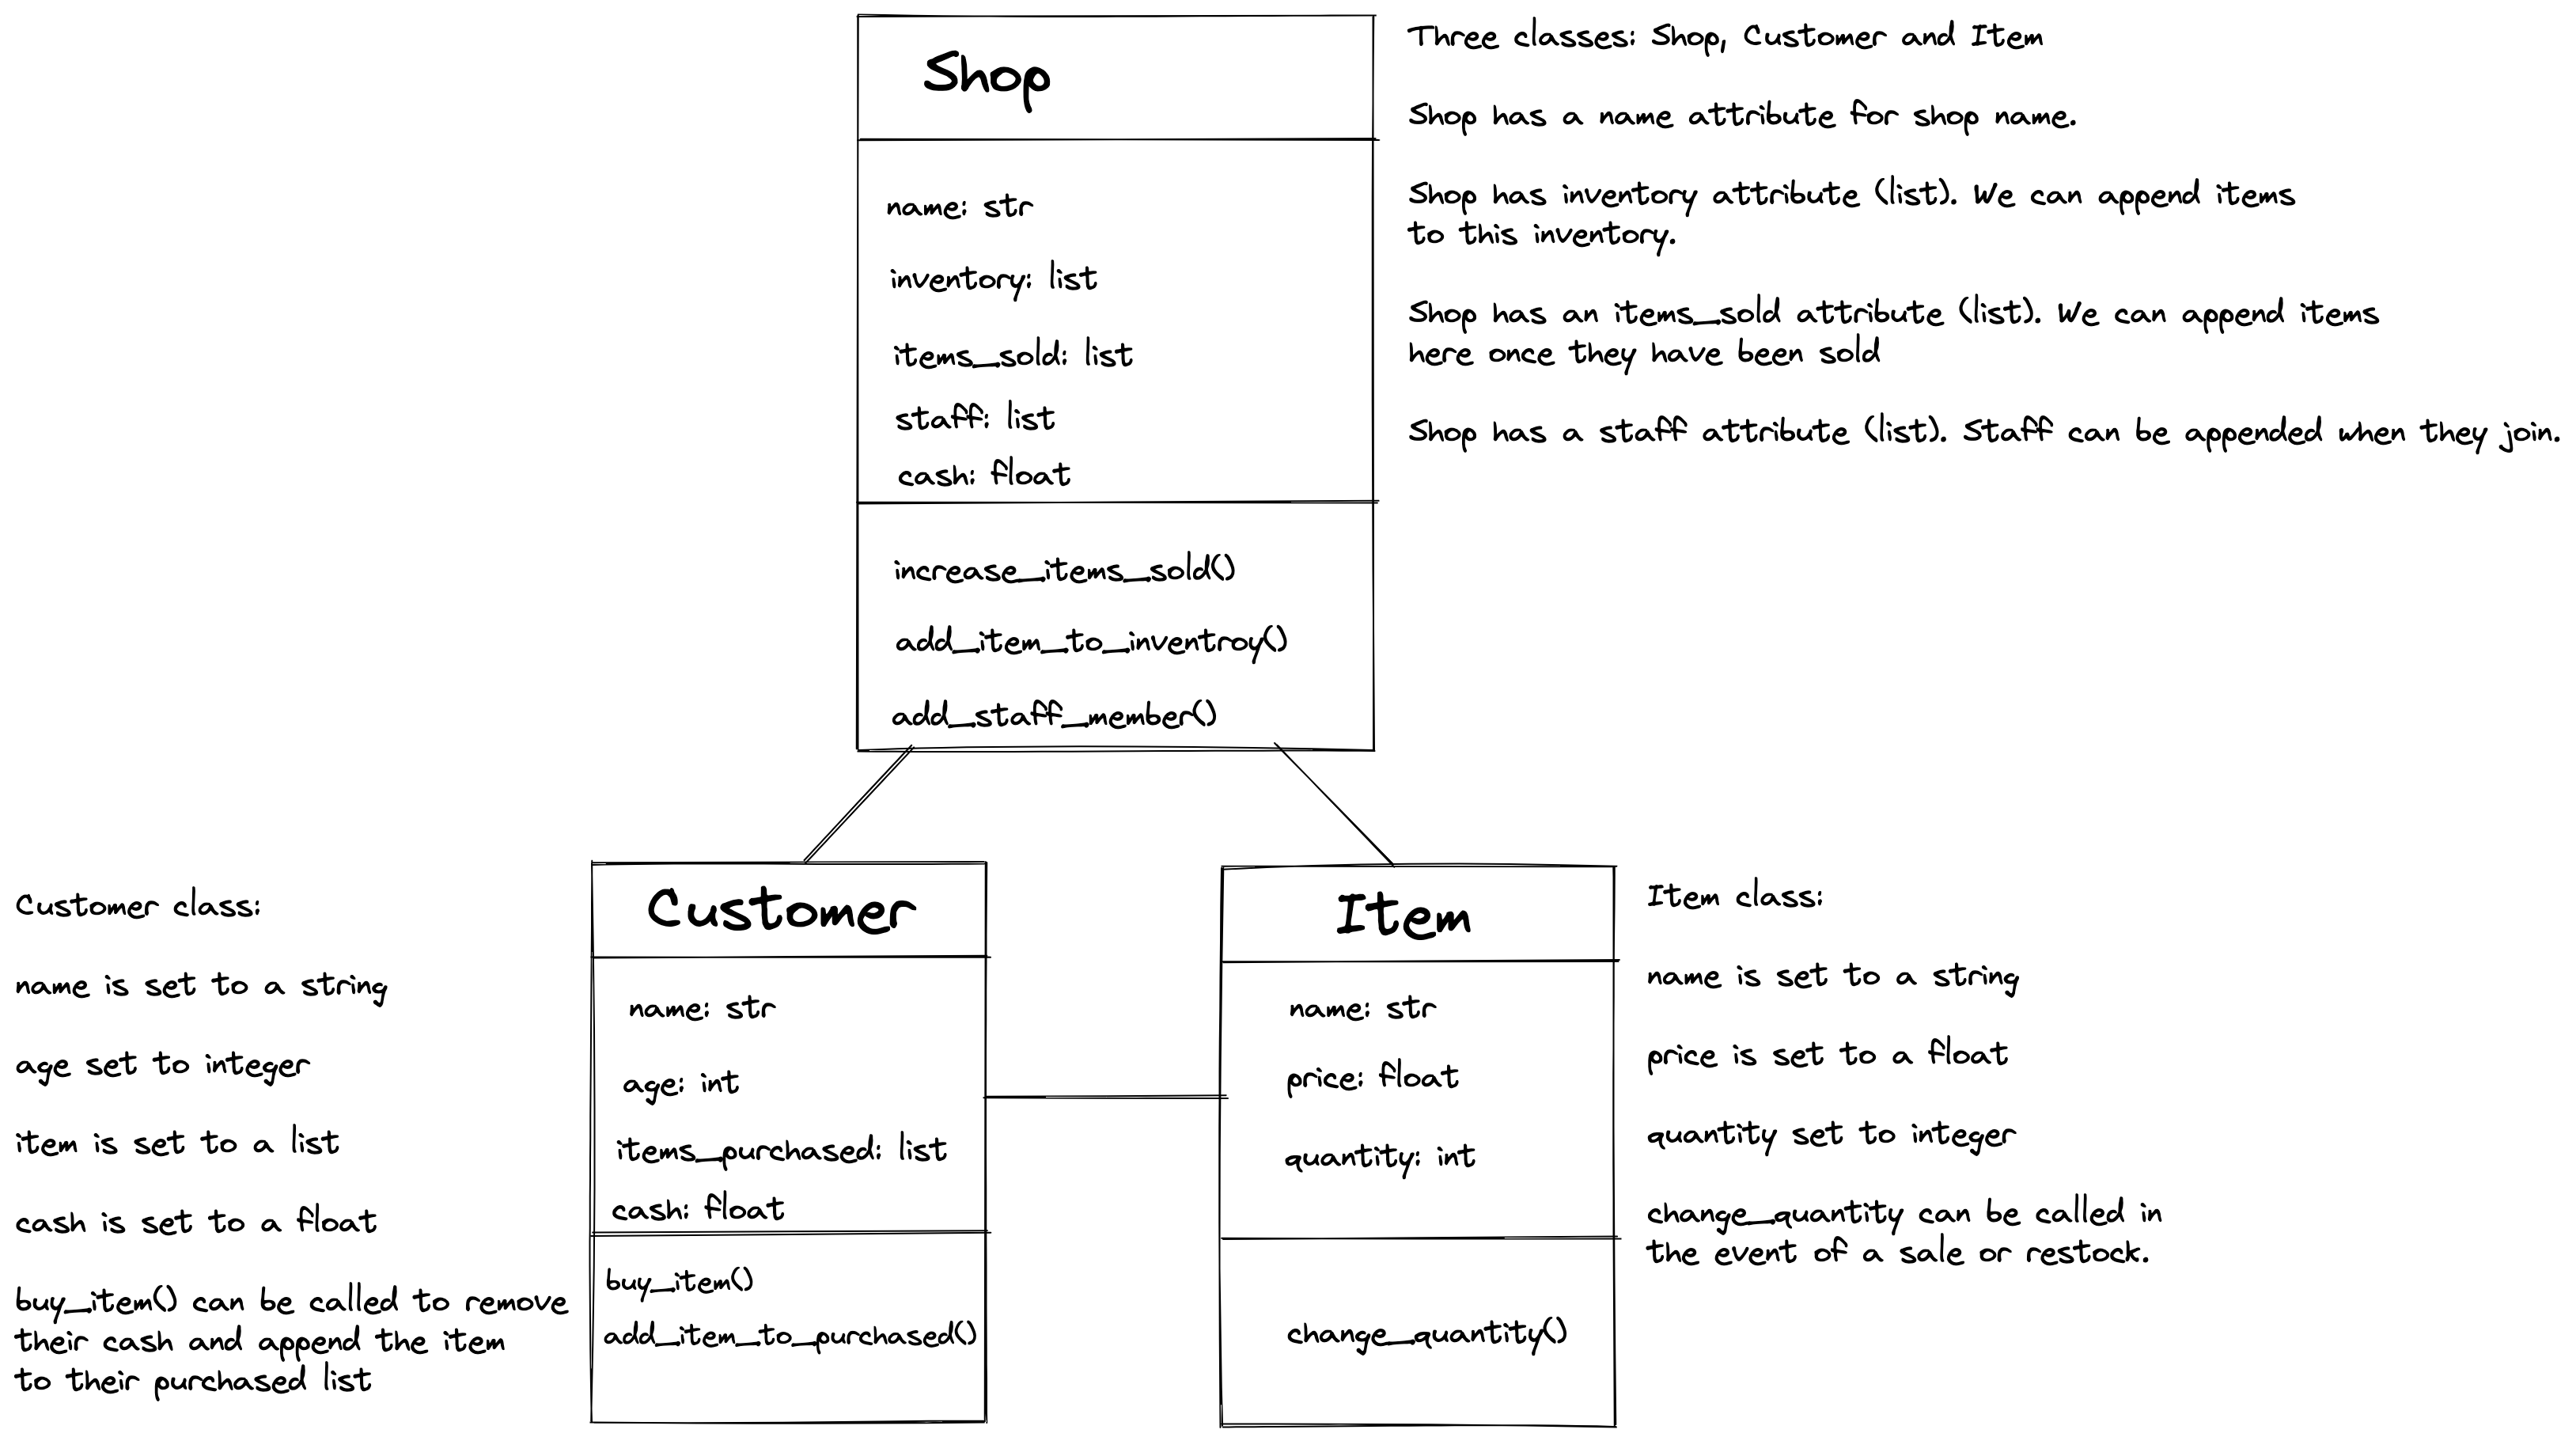 Shop
name: str
inventory: list
items_sold: list
staff: list
cash: float
increase_items_sold()
add_item_to_inventroy()
add_staff_member()
Three classes: Shop, Customer and Item
Shop has a name attribute for shop name.
Shop has inventory attribute (list). We can append items
to this inventory.
Shop has an items_sold attribute (list). We can append items
here once they have been sold
Shop has a staff attribute (list). Staff can be appended when they join.
Customer class:
name is set to a string
age set to integer
item is set to a list
cash is set to a float
buy_item() can be called to remove
their cash and append the item
to their purchased list
Customer
name: str
age: int
items_purchased: list
cash: float
buy_item()
add_item_to_purchased()
Item
name: str
price: float
quantity: int
change_quantity()
Item class:
name is set to a string
price is set to a float
quantity set to integer
change_quantity can be called in
the event of a sale or restock.